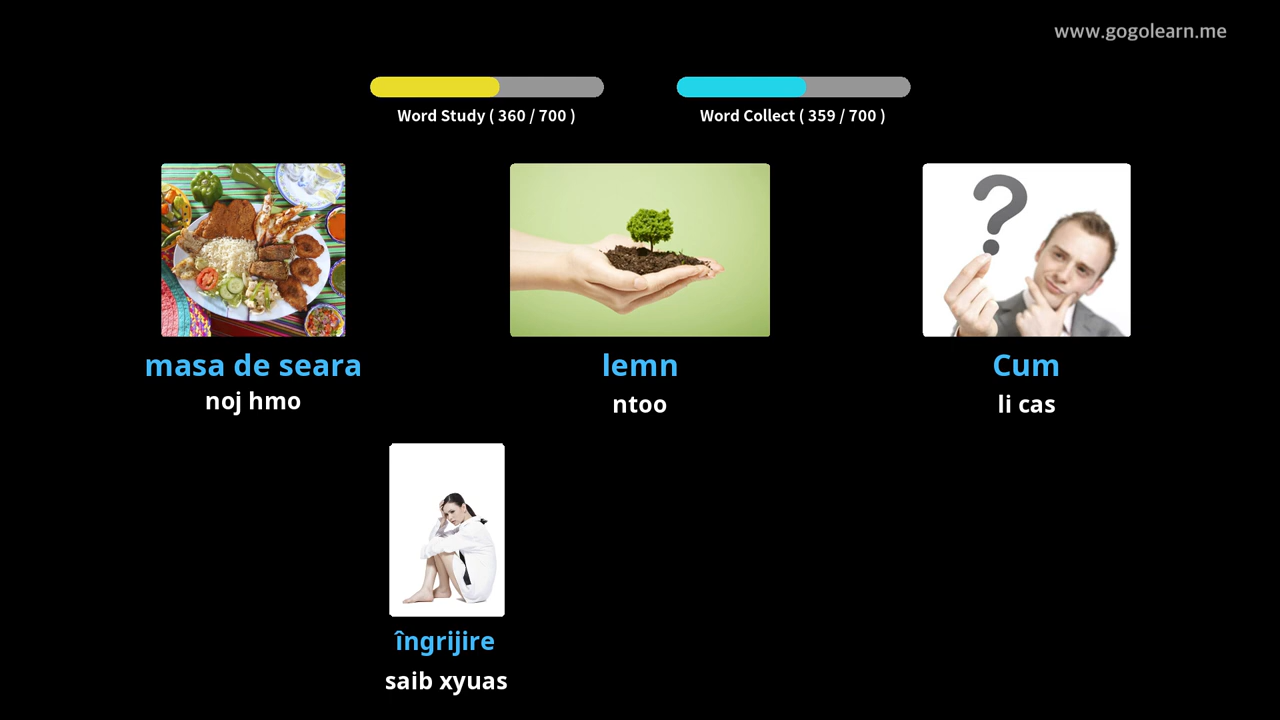 www.gogolearn.me
Word Study ( 360 / 700 )
Word Collect ( 359 / 700 )
masa de seara
noj hmo
lemn
ntoo
Cum
li cas
îngrijire
saib xyuas